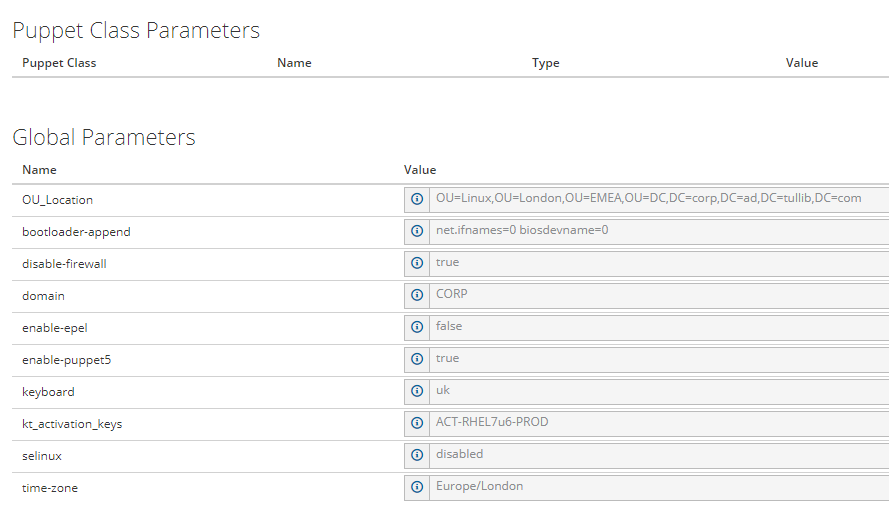 Puppet Class Parameters
Puppet Class Name Type Value
Global Parameters
Name Value
OU_Location OU=Linux,OU=London,OU=EMEA,OU=DC,DC=corp,DC=ad,DC=tullib,DC=com
bootloader-append net.ifnames=0 biosdevname=0
disable-firewall true
domain CORP
enable-epel false
enable-puppet5 true
keyboard uk
kt_activation_keys ACT-RHEL7u6-PROD
selinux disabled
time-zone Europe/London